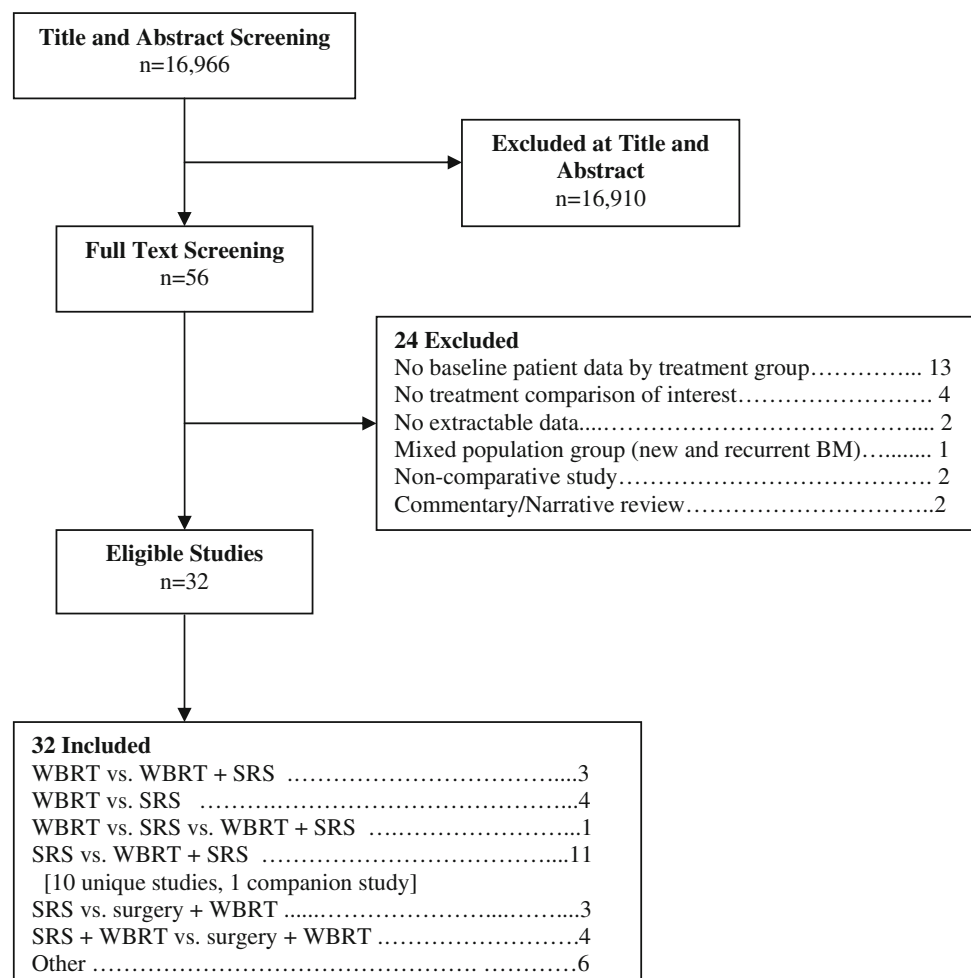 Title and Abstract Screening
n=16,966
Excluded at Title and
Abstract
n=16,910
Full Text Screening
n=56
24 Excluded
No baseline patient data by treatment group………….... 13
No treatment comparison of interest……………………. 4
No extractable data....…………………………………... 2
Mixed population group (new and recurrent BM)…........ 1
Non-comparative study…………………………………. 2
Commentary/Narrative review…………………………..2
Eligible Studies
n=32
32 Included
WBRT vs. WBRT + SRS ……………………………......3
WBRT vs. SRS ……….…………………………….....4
WBRT vs. SRS vs. WBRT + SRS ….…………………...1
SRS vs. WBRT + SRS ………………………………....11
[10 unique studies, 1 companion study]
SRS vs. surgery + WBRT ......…………………....……...3
SRS + WBRT vs. surgery + WBRT ..…………………...4
Other ……………………………………………. ………...6